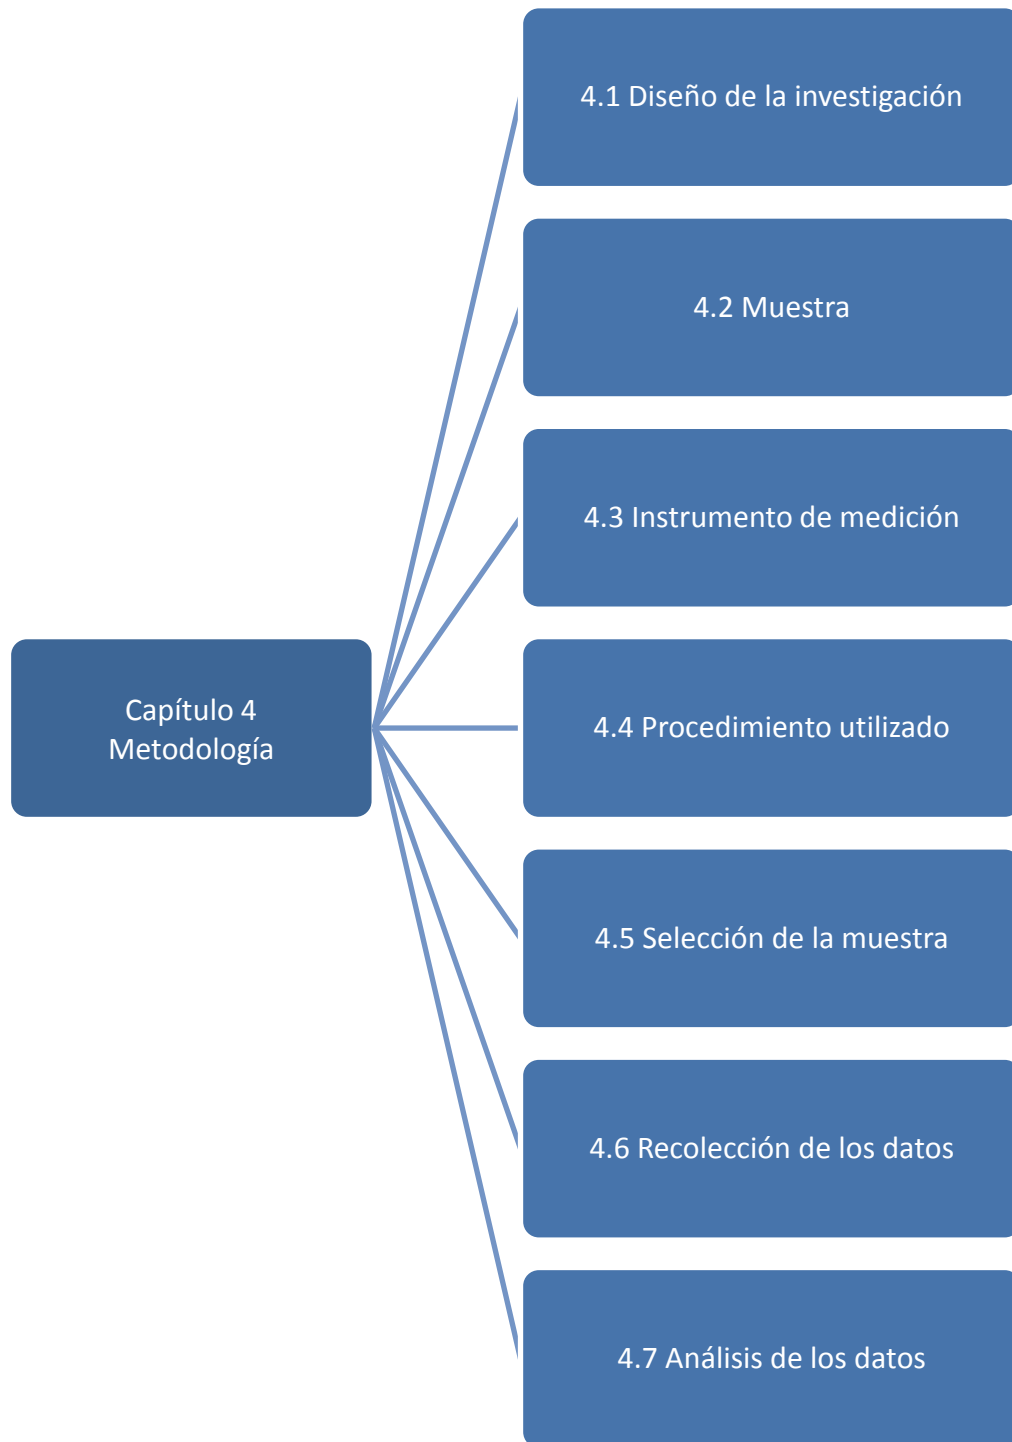 4.1 Diseño de la investigación
4.2 Muestra
4.3 Instrumento de medición
Capítulo 4
Metodología
4.4 Procedimiento utilizado
4.5 Selección de la muestra
4.6 Recolección de los datos
4.7 Análisis de los datos